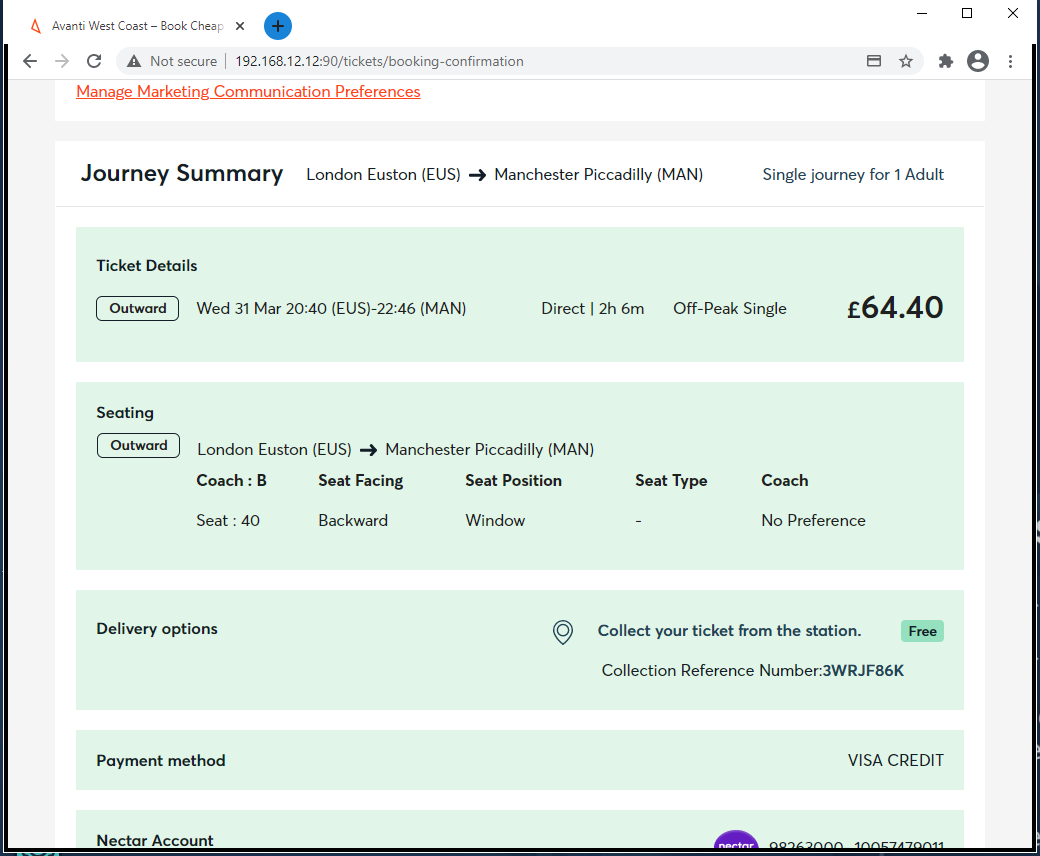 Avanti West Coast – Book Cheap
Not secure
192.168.12.12:90/tickets/booking-confirmation
Manage Marketing Communication Preferences
Journey Summary London Euston (EUS) → Manchester Piccadilly (MAN) Single journey for 1 Adult
Ticket Details
Outward Wed 31 Mar 20:40 (EUS)-22:46 (MAN) Direct | 2h 6m Off-Peak Single £64.40
Seating
Outward London Euston (EUS) → Manchester Piccadilly (MAN)
Coach : B Seat Facing Seat Position Seat Type Coach
Seat : 40 Backward Window - No Preference
Delivery options Collect your ticket from the station. Free
Collection Reference Number:3WRJF86K
Payment method VISA CREDIT
Nectar Account nectar 98263000 10057479011